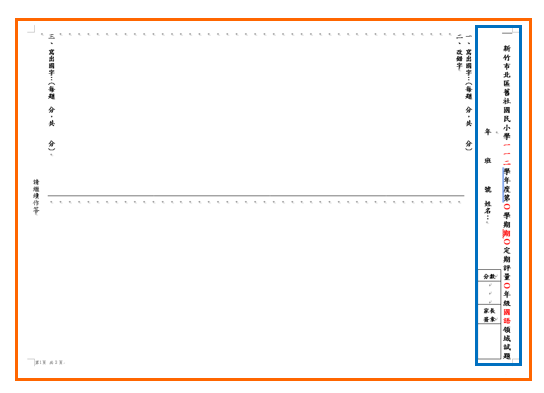 新竹市北區舊社國民小學一一二學年度第〇學期期〇定期評量〇年級國語領域試題
年 班 號 姓名：
分數
家長簽章
一、寫出國字：（每題 分，共 分）
二、改錯字
三、寫出國字：（每題 分，共 分）
請繼續作答
第1頁 共3頁